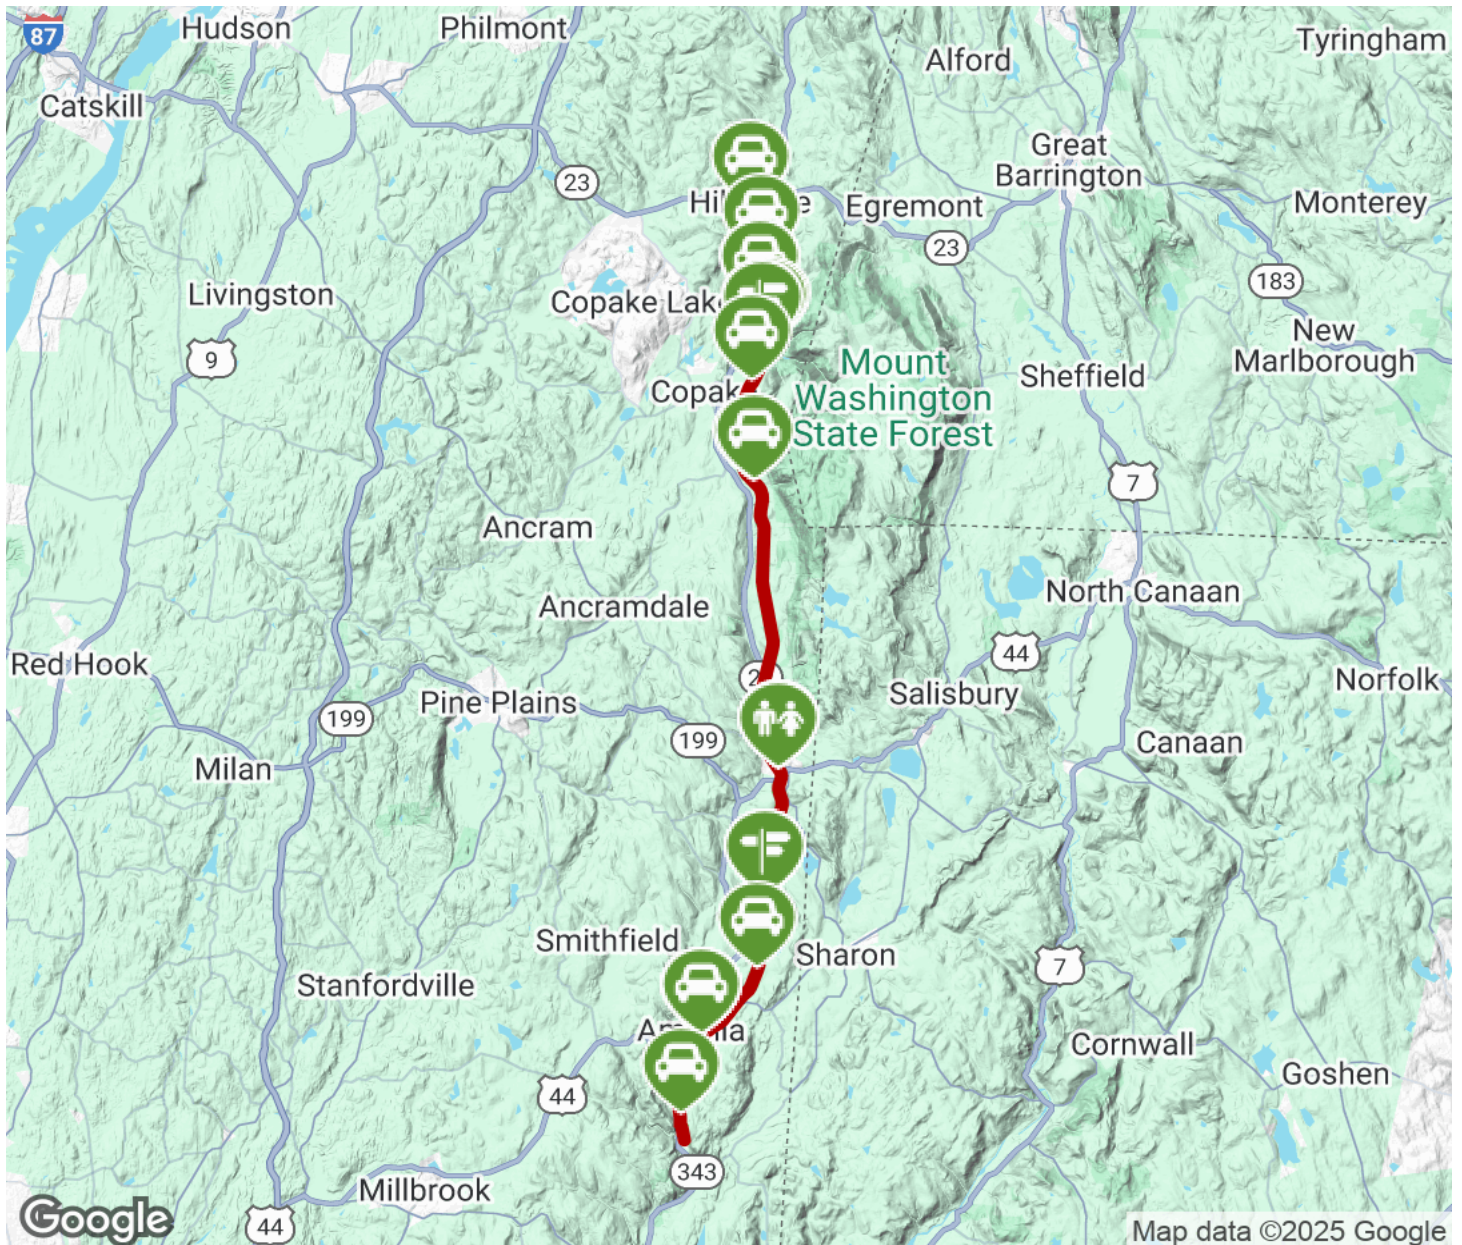 87
Hudson
Philmont
Tyringham
Alford
Catskill
Great
Barrington
23
Monterey
Egremont
23
183
Livingston
Copake Lake
New
Marlborough
9
Mount
Washington
State Forest
Sheffield
7
Ancram
North Canaan
Ancramdale
44
Red Hook
Norfolk
Salisbury
Pine Plains
199
199
Canaan
Milan
Smithfield
Sharon
7
Stanfordville
Cornwall
Goshen
44
343
Millbrook
44
Google
Map data ©2025 Google